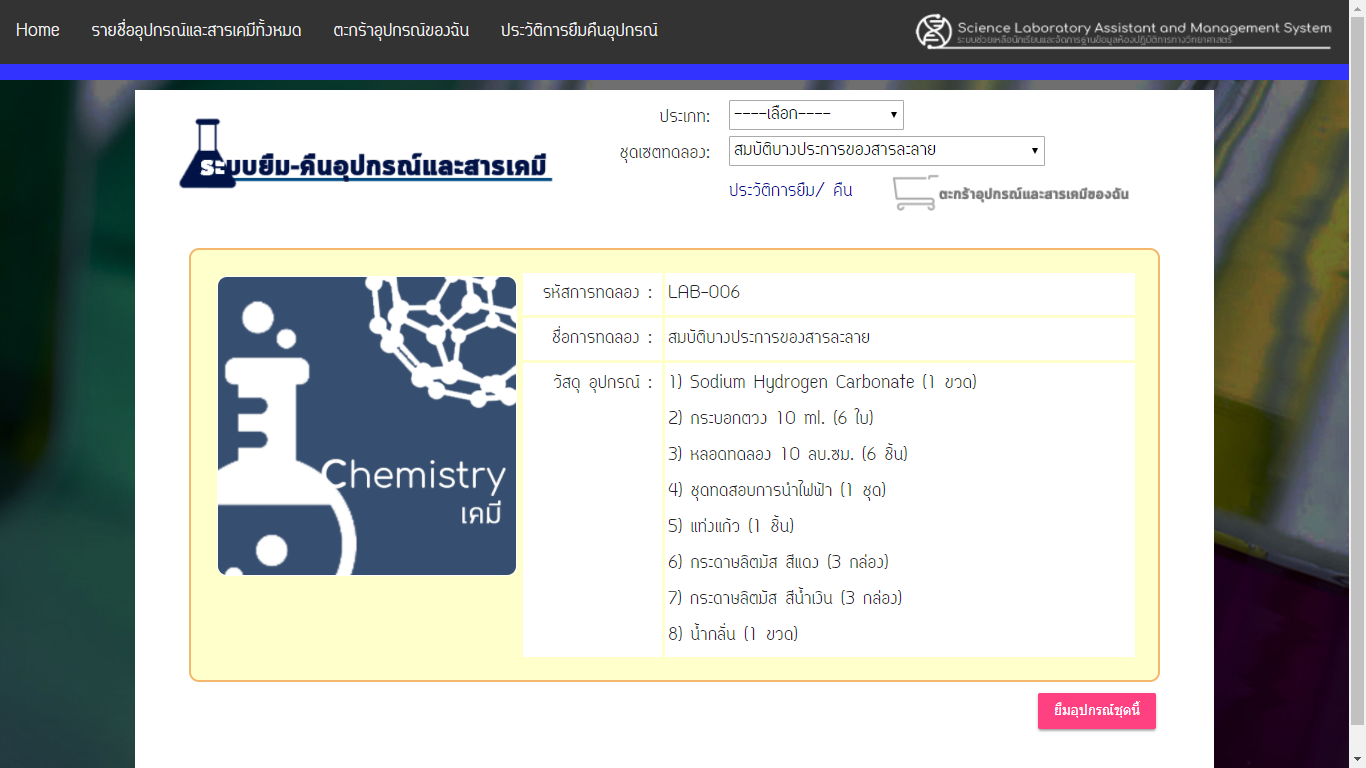 Home รายชื่ออุปกรณ์และสารเคมีทั้งหมด ตะกร้าอุปกรณ์ของฉัน ประวัติการยืมคืนอุปกรณ์
Science Laboratory Assistant and Management System
ระบบช่วยเหลือนักเรียนและจัดการฐานข้อมูลห้องปฏิบัติการทางวิทยาศาสตร์
ระบบยืม-คืนอุปกรณ์และสารเคมี
ประเภท: ----เลือก----
ชุดเซตทดลอง: สมบัติบางประการของสารละลาย
ประวัติการยืม/ คืน ตะกร้าอุปกรณ์และสารเคมีของฉัน
Chemistry
เคมี
รหัสการทดลอง : LAB-006
ชื่อการทดลอง : สมบัติบางประการของสารละลาย
วัสดุ อุปกรณ์ : 1) Sodium Hydrogen Carbonate (1 ขวด)
2) กระบอกตวง 10 ml. (6 ใบ)
3) หลอดทดลอง 10 ลบ.ซม. (6 ชิ้น)
4) ชุดทดสอบการนำไฟฟ้า (1 ชุด)
5) แท่งแก้ว (1 ชิ้น)
6) กระดาษลิตมัส สีแดง (3 กล่อง)
7) กระดาษลิตมัส สีน้ำเงิน (3 กล่อง)
8) น้ำกลั่น (1 ขวด)
ยืมอุปกรณ์ชุดนี้